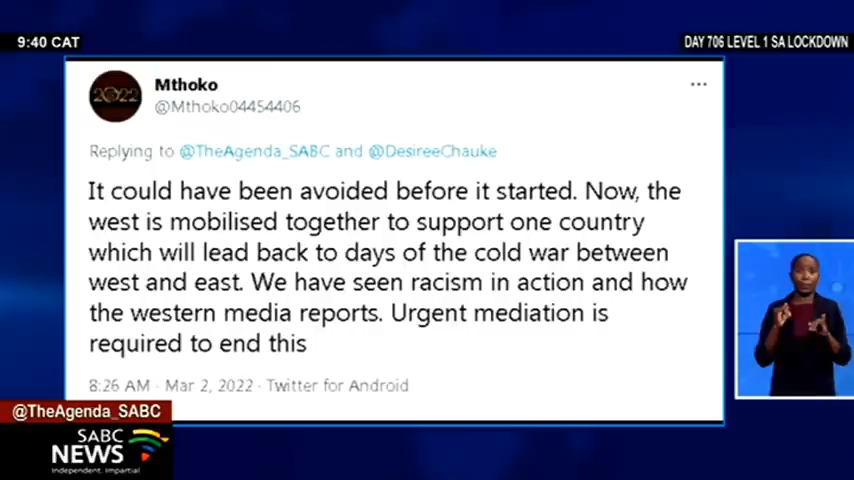 9:40 CAT
DAY 706 LEVEL 1 SA LOCKDOWN
2022
Mthoko
@Mthoko04454406
Replying to @TheAgenda_SABC and @DesireeChauke
It could have been avoided before it started. Now, the
west is mobilised together to support one country
which will lead back to days of the cold war between
west and east. We have seen racism in action and how
the western media reports. Urgent mediation is
required to end this
8:26 AM · Mar 2, 2022 · Twitter for Android
@TheAgenda_SABC
SABC
NEWS
Independent. Impartial